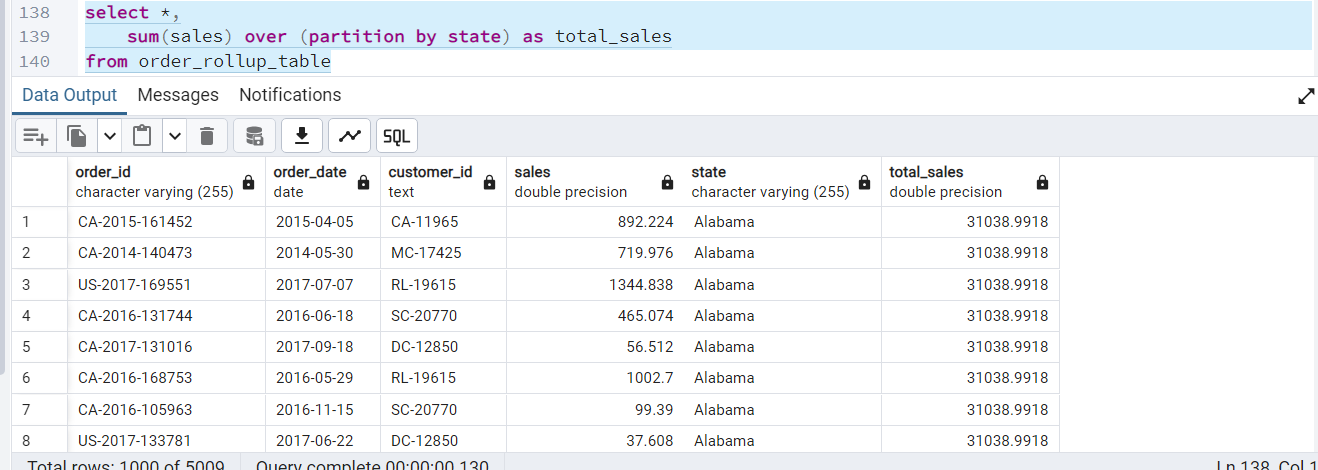 138 select *,
139 sum(sales) over (partition by state) as total_sales
140 from order_rollup_table
Data Output Messages Notifications
SQL
order_id order_date customer_id sales state total_sales
character varying (255) date text double precision character varying (255) double precision
1 CA-2015-161452 2015-04-05 CA-11965 892.224 Alabama 31038.9918
2 CA-2014-140473 2014-05-30 MC-17425 719.976 Alabama 31038.9918
3 US-2017-169551 2017-07-07 RL-19615 1344.838 Alabama 31038.9918
4 CA-2016-131744 2016-06-18 SC-20770 465.074 Alabama 31038.9918
5 CA-2017-131016 2017-09-18 DC-12850 56.512 Alabama 31038.9918
6 CA-2016-168753 2016-05-29 RL-19615 1002.7 Alabama 31038.9918
7 CA-2016-105963 2016-11-15 SC-20770 99.39 Alabama 31038.9918
8 US-2017-133781 2017-06-22 DC-12850 37.608 Alabama 31038.9918
Total rows: 1000 of 5009 Query complete 00:00:00.130 Ln 138, Col 1